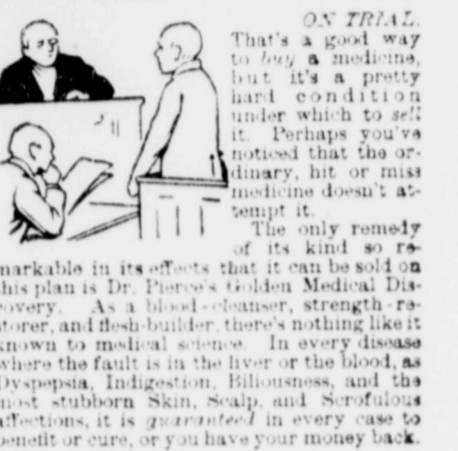 ON TRIAL.
That's a good way
to buy a medicine,
but it's a pretty
hard condition
under which to sell
it. Perhaps you've
noticed that the or-
dinary, hit or miss
medicine doesn't at-
tempt it.
The only remedy
of its kind so re-
markable in its effects that it can be sold on
this plan is Dr. Pierce's Golden Medical Dis-
covery. As a blood-cleanser, strength-re-
storer, and flesh-builder, there's nothing like it
known to medical science. In every disease
where the fault is in the liver or the blood, as
Dyspepsia, Indigestion, Biliousness, and the
most stubborn Skin, Scalp, and Scrofulous
affections, it is guaranteed in every case to
benefit or cure, or you have your money back.